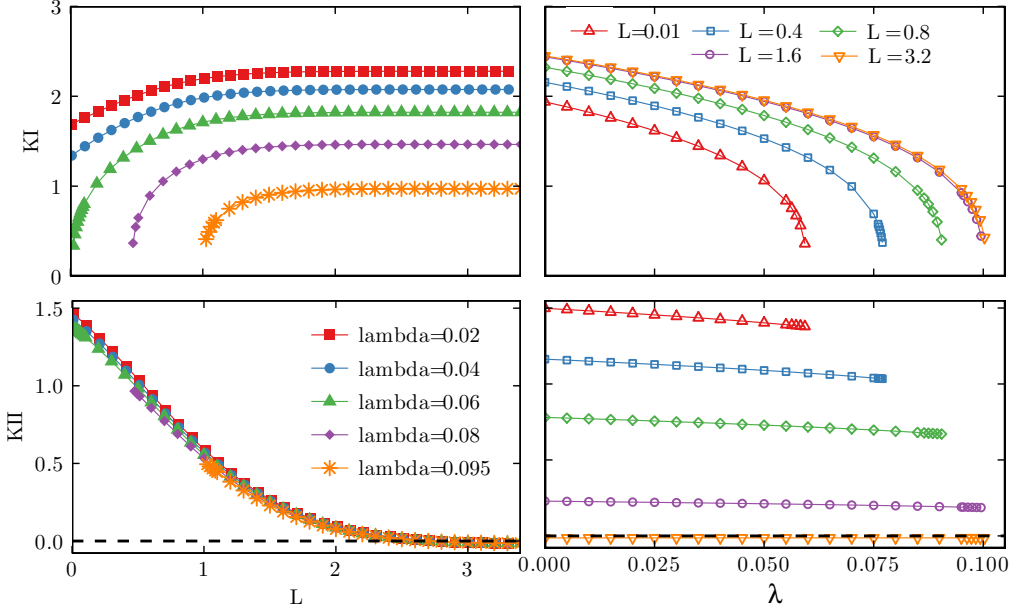 3
2
1
0
KI
L=0.01
L=0.4
L=0.8
L=1.6
L=3.2
1.5
1.0
0.5
0.0
KII
lambda=0.02
lambda=0.04
lambda=0.06
lambda=0.08
lambda=0.095
0
1
2
3
L
0.000
0.025
0.050
0.075
0.100
λ